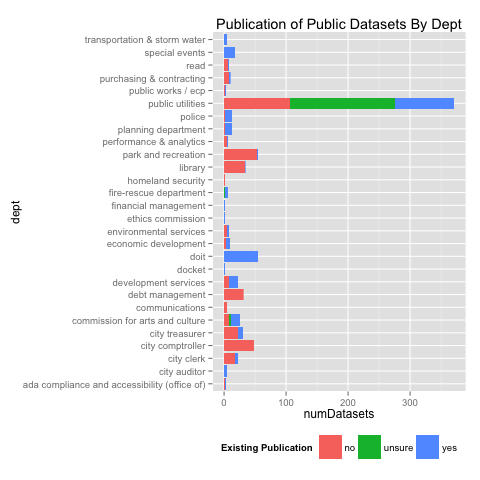 Publication of Public Datasets By Dept
transportation & storm water
special events
read
purchasing & contracting
public works / ecp
public utilities
police
planning department
performance & analytics
park and recreation
library
homeland security
fire-rescue department
financial management
ethics commission
environmental services
economic development
doit
docket
development services
debt management
communications
commission for arts and culture
city treasurer
city comptroller
city clerk
city auditor
ada compliance and accessibility (office of)
dept
0 100 200 300
numDatasets
Existing Publication no unsure yes